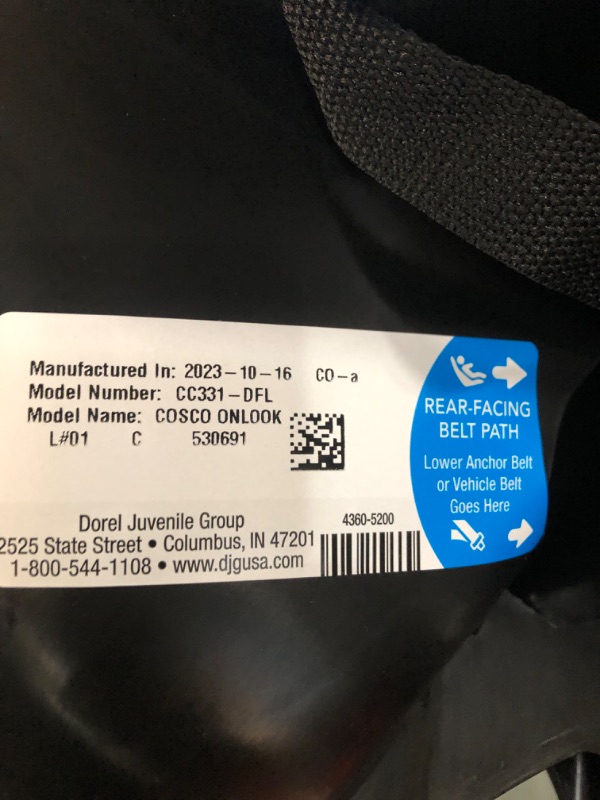 Manufactured In: 2023-10-16 CO-a
Model Number: CC331-DFL
Model Name: COSCO ONLOOK
L#01 C 530691
Dorel Juvenile Group
2525 State Street • Columbus, IN 47201
1-800-544-1108 • www.djgusa.com
4360-5200
REAR-FACING
BELT PATH
Lower Anchor Belt
or Vehicle Belt
Goes Here